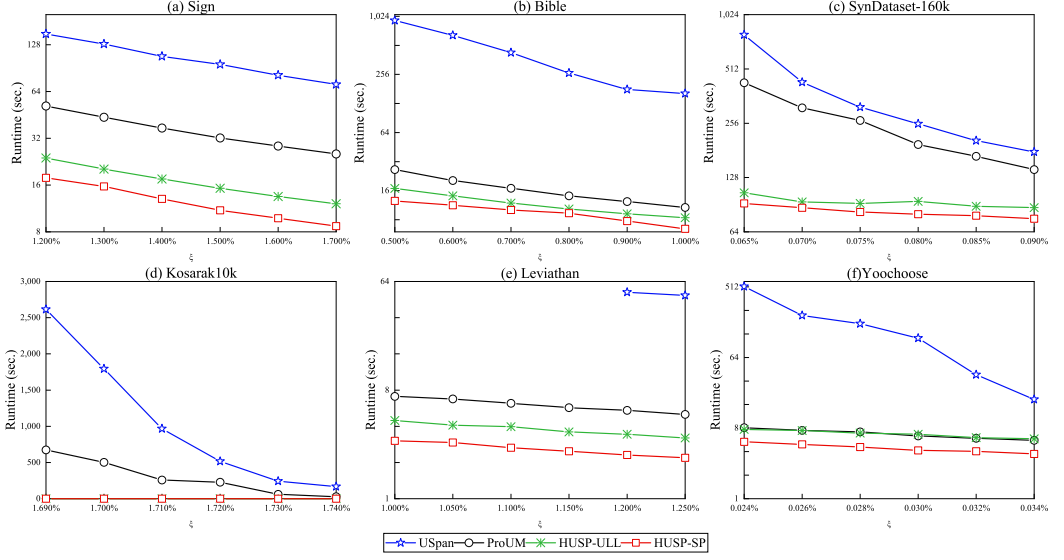 (a) Sign
(b) Bible
(c) SynDataset-160k
Runtime (sec.)
128
64
32
16
8
1.200% 1.300% 1.400% 1.500% 1.600% 1.700%
ξ
Runtime (sec.)
1,024
256
64
16
0.500% 0.600% 0.700% 0.800% 0.900% 1.000%
ξ
Runtime (sec.)
1,024
512
256
128
64
0.065% 0.070% 0.075% 0.080% 0.085% 0.090%
ξ
(d) Kosarak10k
(e) Leviathan
(f)Yoochoose
Runtime (sec.)
3,000
2,500
2,000
1,500
1,000
500
0
1.690% 1.700% 1.710% 1.720% 1.730% 1.740%
ξ
Runtime (sec.)
64
8
1
1.000% 1.050% 1.100% 1.150% 1.200% 1.250%
ξ
Runtime (sec.)
512
64
8
1
0.024% 0.026% 0.028% 0.030% 0.032% 0.034%
ξ
USpan ProUM HUSP-ULL HUSP-SP